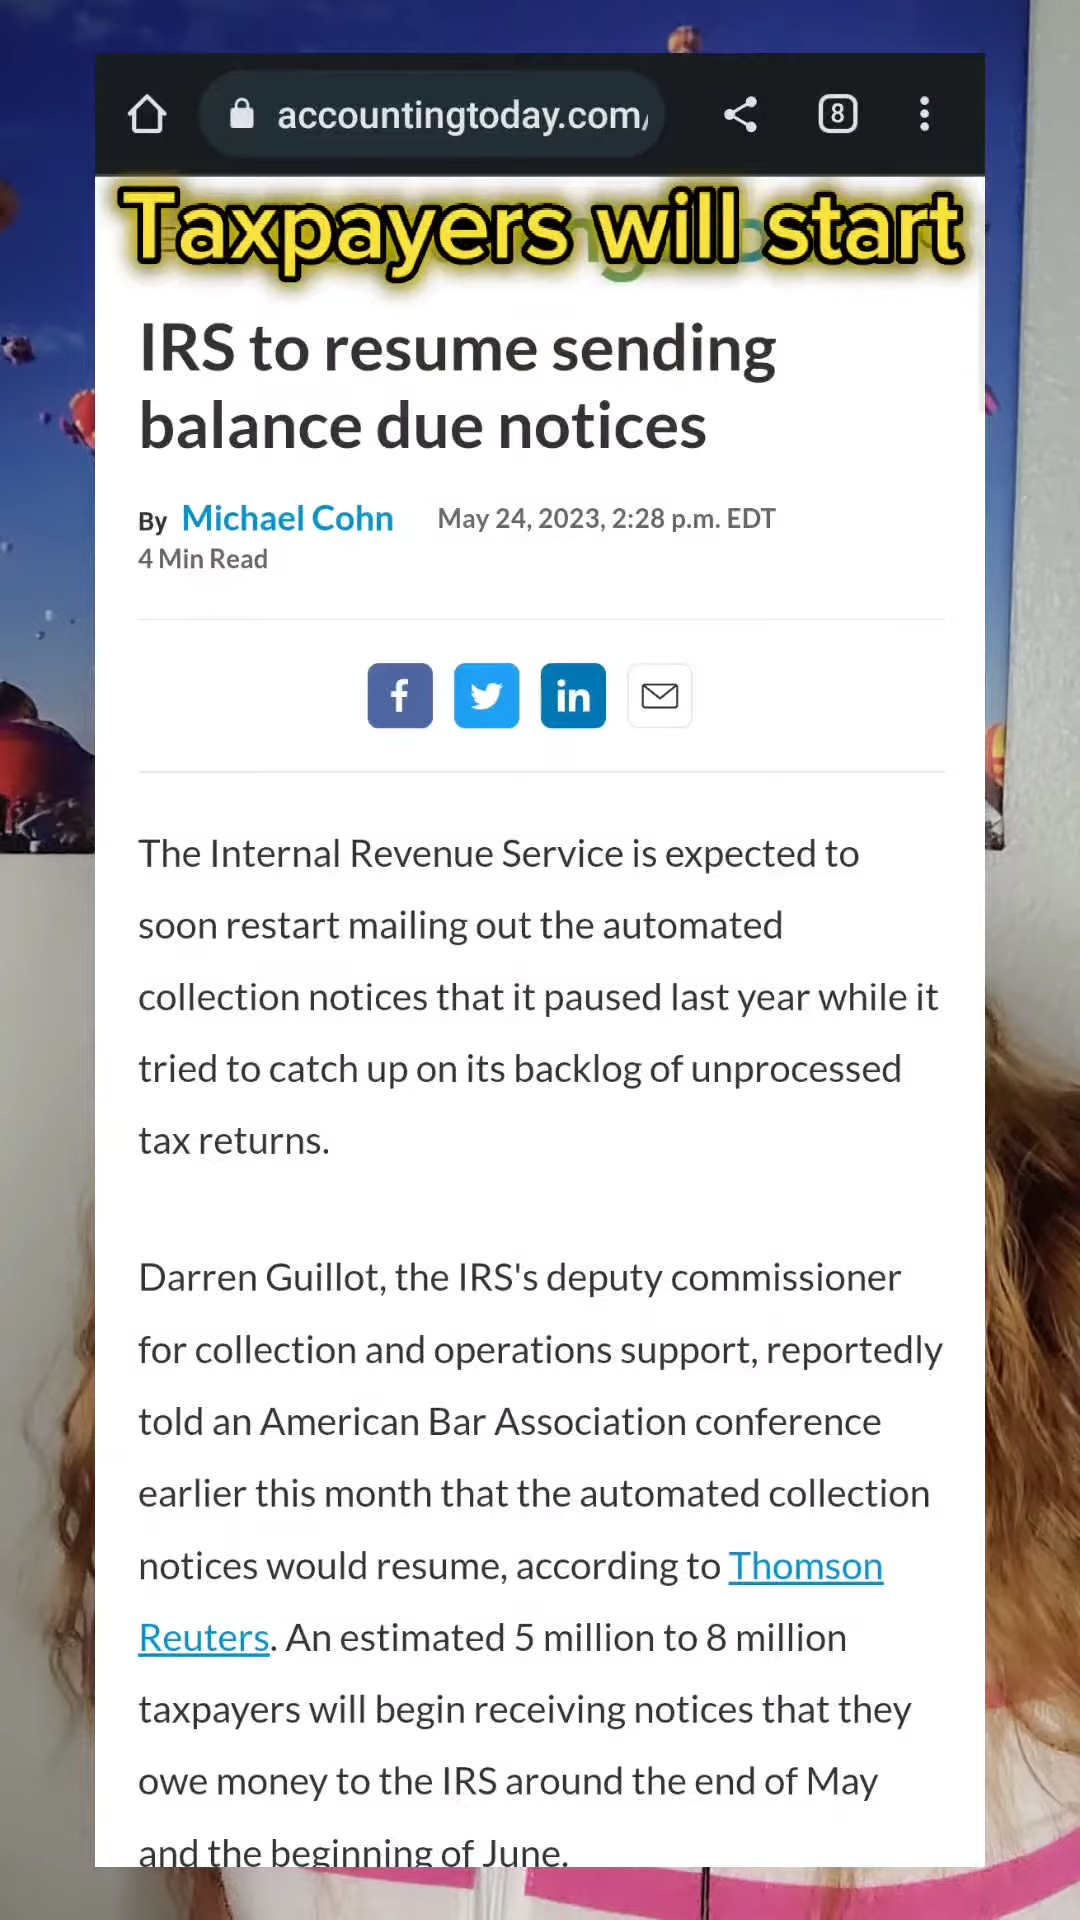 accountingtoday.com/
8
Taxpayers will start
IRS to resume sending
balance due notices
By Michael Cohn May 24, 2023, 2:28 p.m. EDT
4 Min Read
f
in
The Internal Revenue Service is expected to
soon restart mailing out the automated
collection notices that it paused last year while it
tried to catch up on its backlog of unprocessed
tax returns.
Darren Guillot, the IRS's deputy commissioner
for collection and operations support, reportedly
told an American Bar Association conference
earlier this month that the automated collection
notices would resume, according to Thomson
Reuters. An estimated 5 million to 8 million
taxpayers will begin receiving notices that they
owe money to the IRS around the end of May
and the beginning of June.